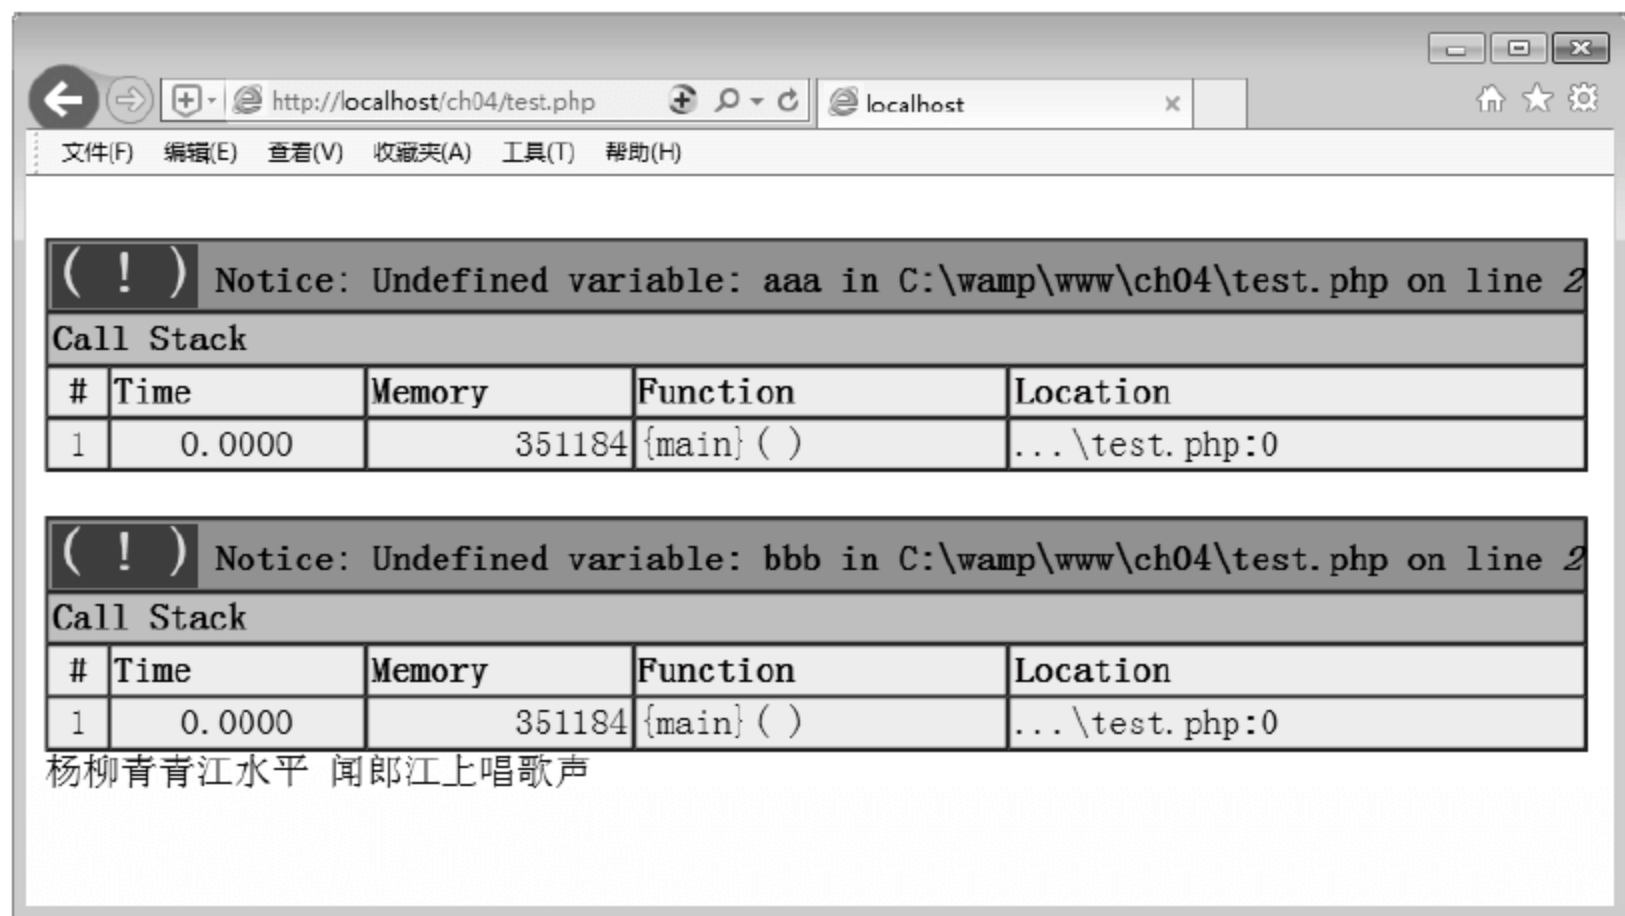 http://localhost/ch04/test.php
localhost
文件(F) 编辑(E) 查看(V) 收藏夹(A) 工具(T) 帮助(H)
( ! ) Notice: Undefined variable: aaa in C:\wamp\www\ch04\test.php on line 2
Call Stack
# Time Memory Function Location
1 0.0000 351184 {main}( ) ...\test.php:0
( ! ) Notice: Undefined variable: bbb in C:\wamp\www\ch04\test.php on line 2
Call Stack
# Time Memory Function Location
1 0.0000 351184 {main}( ) ...\test.php:0
杨柳青青江水平 闻郎江上唱歌声